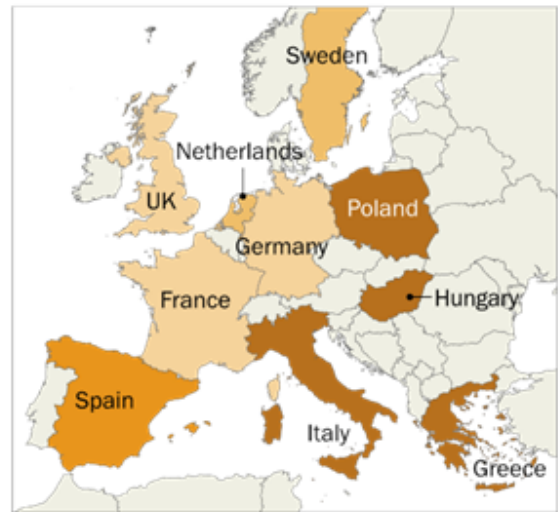 Sweden
Netherlands
UK
Poland
Germany
France
Hungary
Spain
Italy
Greece